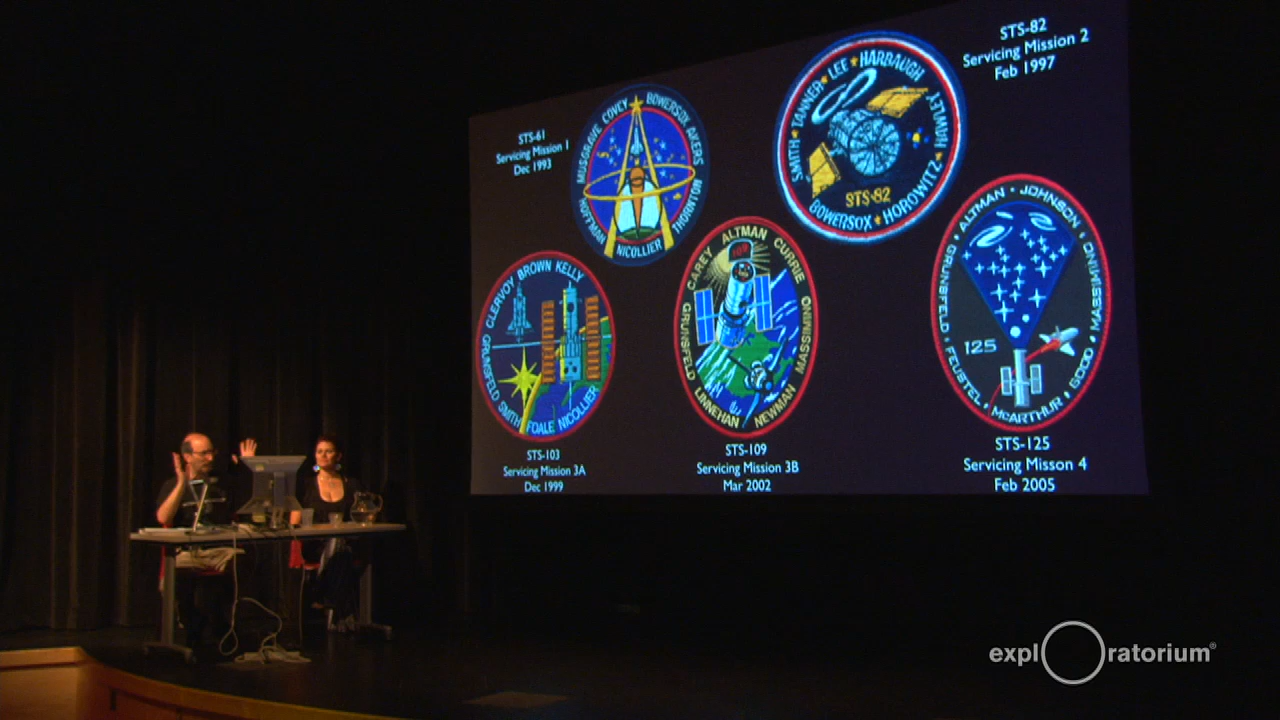 STS-82
Servicing Mission 2
Feb 1997
STS-61
Servicing Mission 1
Dec 1993
MUSGRAVE COVEY BOWERSOX AKERS
HOFFMAN NICOLLIER THORNTON
SMITH TANNER LEE HARBAUGH HAWLEY
STS-82
BOWERSOX HOROWITZ
CLERVOY BROWN KELLY
GRUNSFELD SMITH FOALE NICOLLIER
CAREY ALTMAN CURRIE
109
GRUNSFELD LINNEHAN NEWMAN MASSIMINO
GRUNSFELD • ALTMAN • JOHNSON • MASSIMINO
125
FEUSTEL • McARTHUR • GOOD
STS-103
Servicing Mission 3A
Dec 1999
STS-109
Servicing Mission 3B
Mar 2002
STS-125
Servicing Misson 4
Feb 2005
exploratorium®